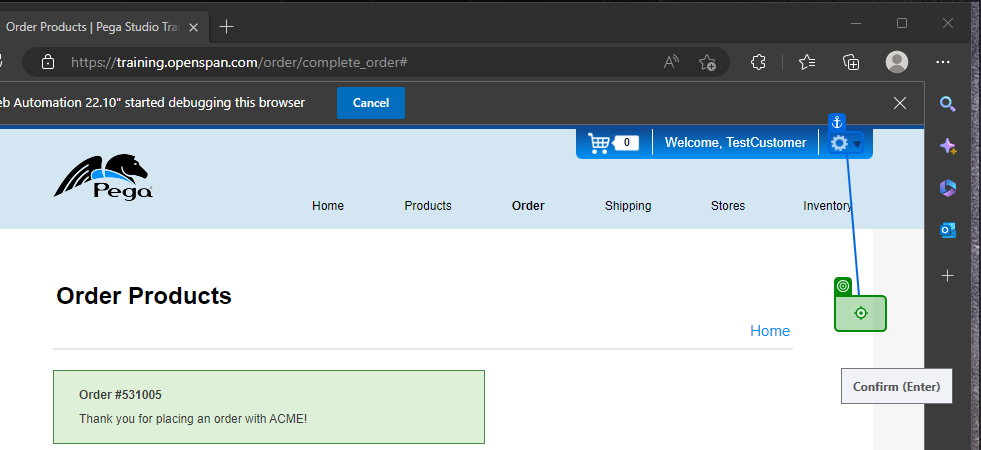 Order Products | Pega Studio Tra
https://training.openspan.com/order/complete_order#
eb Automation 22.10" started debugging this browser
Cancel
0
Welcome, TestCustomer
Pega
Home
Products
Order
Shipping
Stores
Inventory
Order Products
Home
Order #531005
Thank you for placing an order with ACME!
Confirm (Enter)